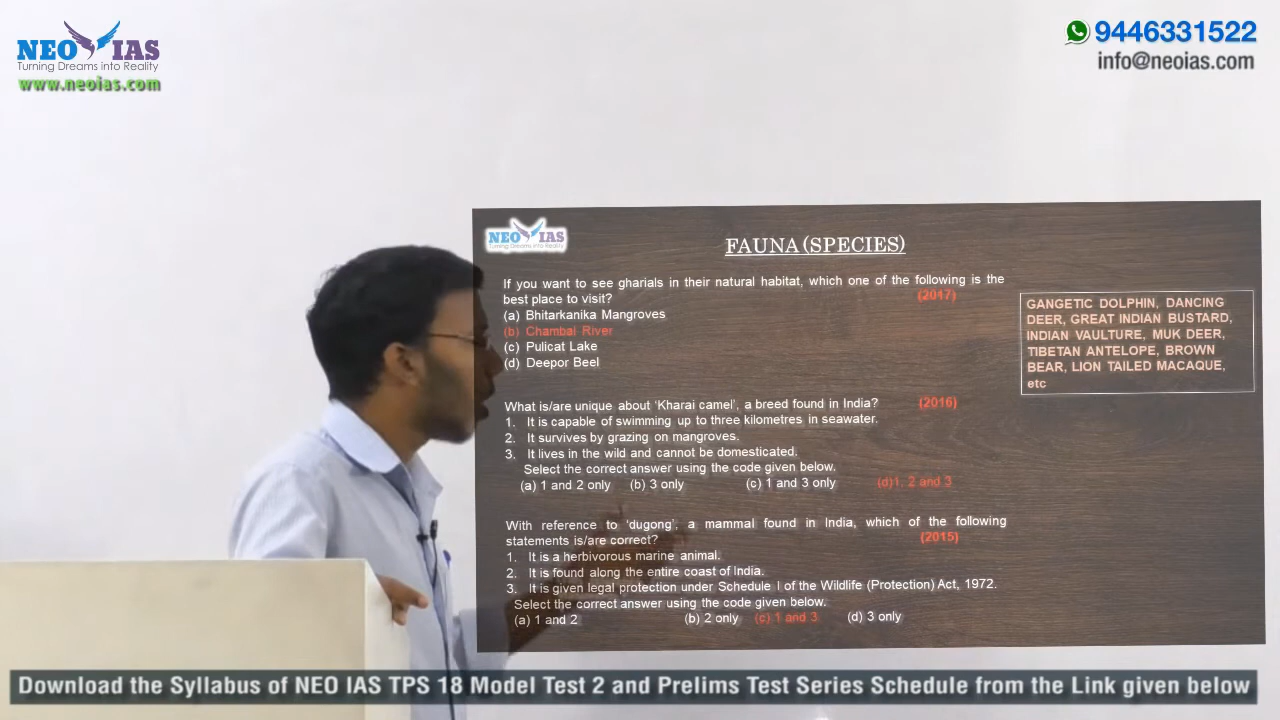 NEO IAS
Turning Dreams into Reality
www.neoias.com
9446331522
info@neoias.com
NEO IAS
Turning Dreams into Reality
FAUNA (SPECIES)
If you want to see gharials in their natural habitat, which one of the following is the
best place to visit? (2017)
(a) Bhitarkanika Mangroves
(b) Chambal River
(c) Pulicat Lake
(d) Deepor Beel
What is/are unique about ‘Kharai camel’, a breed found in India? (2016)
1. It is capable of swimming up to three kilometres in seawater.
2. It survives by grazing on mangroves.
3. It lives in the wild and cannot be domesticated.
Select the correct answer using the code given below.
(a) 1 and 2 only (b) 3 only (c) 1 and 3 only (d)1, 2 and 3
With reference to ‘dugong’, a mammal found in India, which of the following
statements is/are correct? (2015)
1. It is a herbivorous marine animal.
2. It is found along the entire coast of India.
3. It is given legal protection under Schedule I of the Wildlife (Protection) Act, 1972.
Select the correct answer using the code given below.
(a) 1 and 2 (b) 2 only (c) 1 and 3 (d) 3 only
GANGETIC DOLPHIN, DANCING
DEER, GREAT INDIAN BUSTARD,
INDIAN VAULTURE, MUK DEER,
TIBETAN ANTELOPE, BROWN
BEAR, LION TAILED MACAQUE,
etc
Download the Syllabus of NEO IAS TPS 18 Model Test 2 and Prelims Test Series Schedule from the Link given below